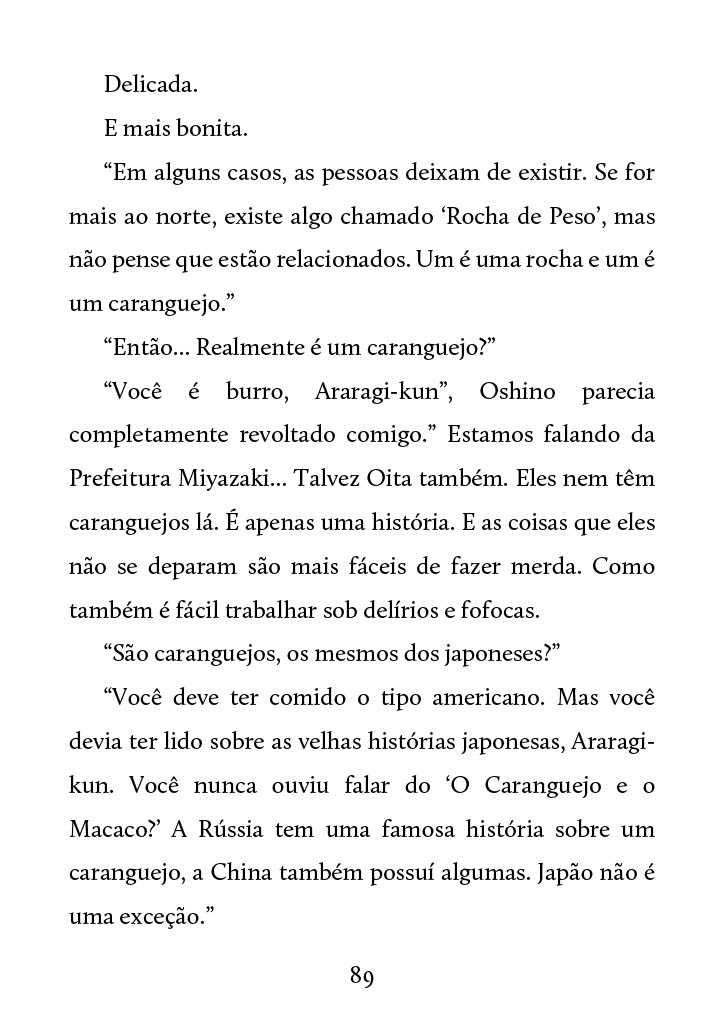 Delicada.
E mais bonita.
“Em alguns casos, as pessoas deixam de existir. Se for
mais ao norte, existe algo chamado ‘Rocha de Peso’, mas
não pense que estão relacionados. Um é uma rocha e um é
um caranguejo.”
“Então... Realmente é um caranguejo?”
“Você é burro, Araragi-kun”, Oshino parecia
completamente revoltado comigo.” Estamos falando da
Prefeitura Miyazaki... Talvez Oita também. Eles nem têm
caranguejos lá. É apenas uma história. E as coisas que eles
não se deparam são mais fáceis de fazer merda. Como
também é fácil trabalhar sob delírios e fofocas.
“São caranguejos, os mesmos dos japoneses?”
“Você deve ter comido o tipo americano. Mas você
devia ter lido sobre as velhas histórias japonesas, Araragi-
kun. Você nunca ouviu falar do ‘O Caranguejo e o
Macaco?’ A Rússia tem uma famosa história sobre um
caranguejo, a China também possuí algumas. Japão não é
uma exceção.”
89